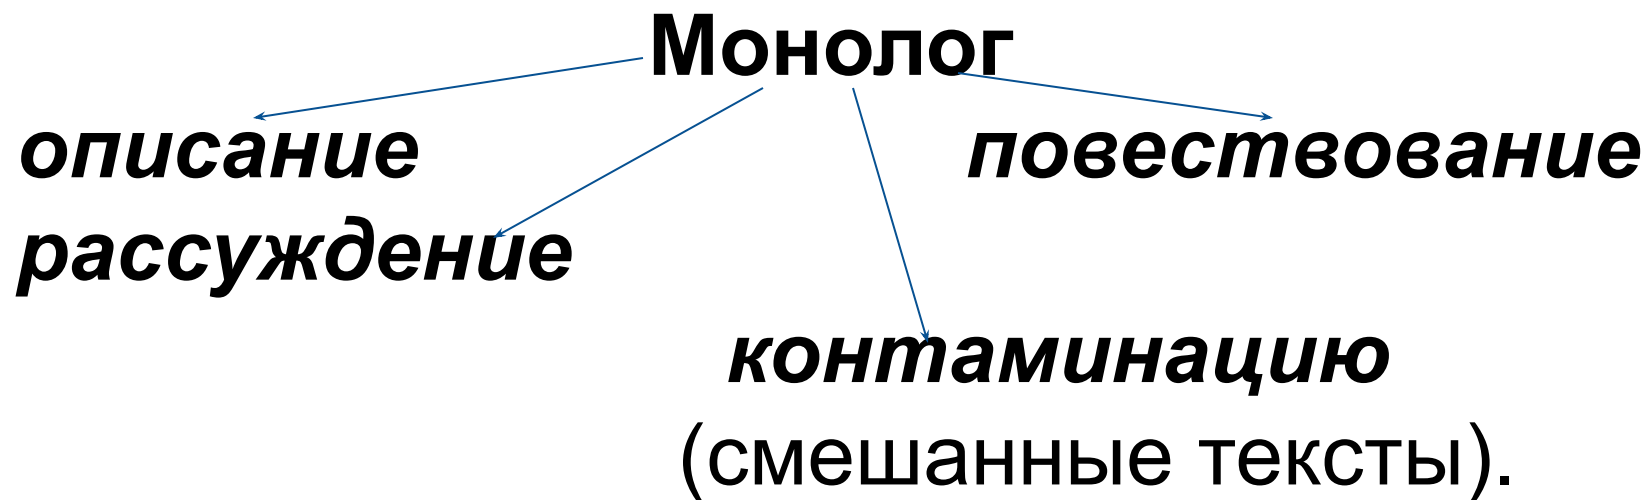 Монолог
описание повествование
рассуждение
контаминацию
(смешанные тексты).